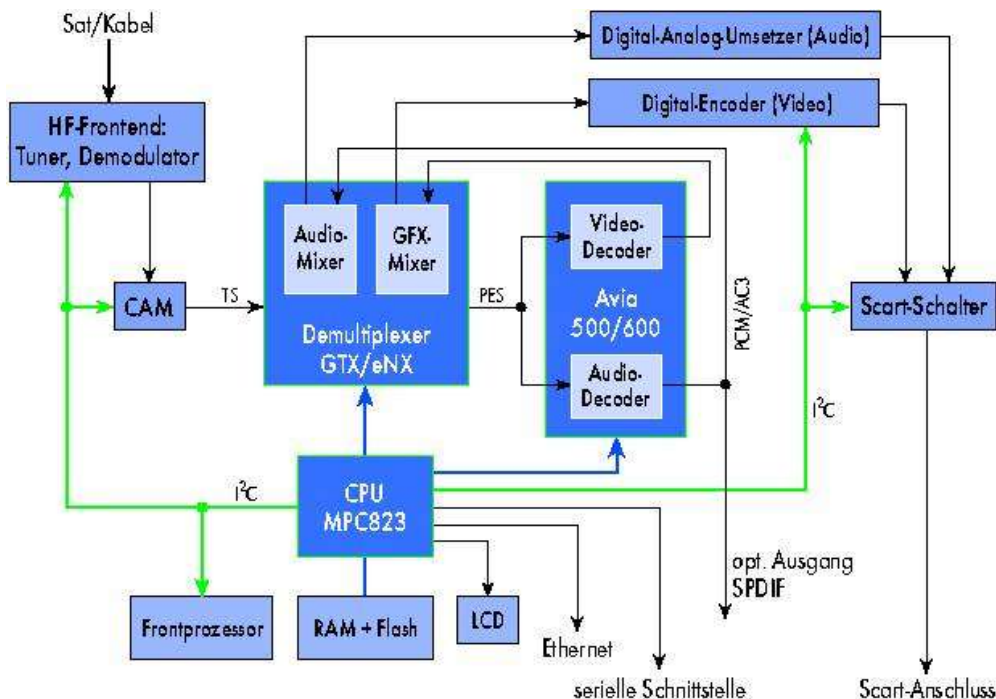 Sat/Kabel
Digital-Analog-Umsetzer (Audio)
Digital-Encoder (Video)
HF-Frontend:
Tuner, Demodulator
Audio-
Mixer
GFX-
Mixer
Video-
Decoder
CAM
TS
PES
Avia
500/600
PCM/AC3
Scart-Schalter
Demultiplexer
GTX/eNX
Audio-
Decoder
I²C
I²C
CPU
MPC823
opt. Ausgang
SPDIF
Frontprozessor
RAM + Flash
LCD
Ethernet
serielle Schnittstelle
Scart-Anschluss